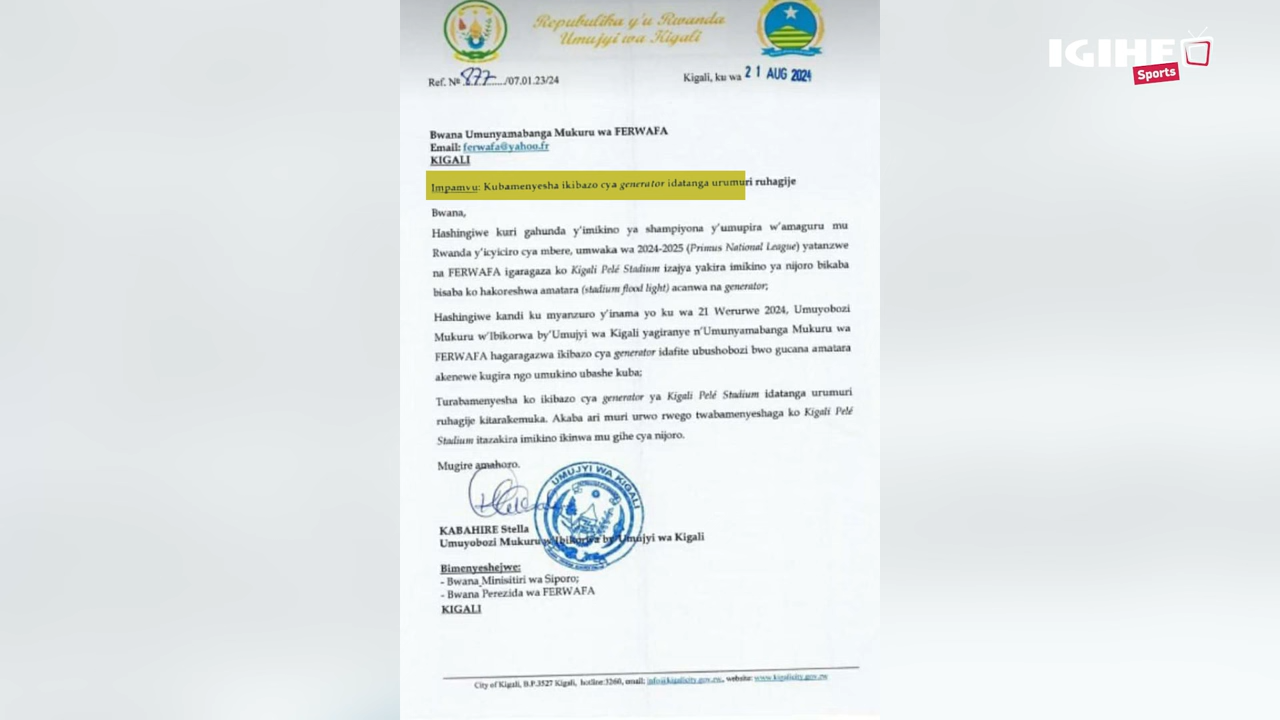 Repubulika y'u Rwanda
Umujyi wa Kigali
IGIHE
Sports
Ref. Nº 877....../07.01.23/24
Kigali, ku wa 21 AUG 2024
Bwana Umunyamabanga Mukuru wa FERWAFA
Email: ferwafa@yahoo.fr
KIGALI
Impamvu: Kubamenyesha ikibazo cya generator idatanga urumuri ruhagije
Bwana,
Hashingiwe kuri gahunda y'imikino ya shampiyona y'umupira w'amaguru mu
Rwanda y'icyiciro cya mbere, umwaka wa 2024-2025 (Primus National League) yatanzwe
na FERWAFA igaragaza ko Kigali Pelé Stadium izajya yakira imikino ya nijoro bikaba
bisaba ko hakoreshwa amatara (stadium flood light) acanwa na generator;
Hashingiwe kandi ku myanzuro y'inama yo ku wa 21 Werurwe 2024, Umuyobozi
Mukuru w'Ibikorwa by'Umujyi wa Kigali yagiranye n'Umunyamabanga Mukuru wa
FERWAFA hagaragazwa ikibazo cya generator idafite ubushobozi bwo gucana amatara
akenewe kugira ngo umukino ubashe kuba;
Turabamenyesha ko ikibazo cya generator ya Kigali Pelé Stadium idatanga urumuri
ruhagije kitarakemuka. Akaba ari muri urwo rwego twabamenyeshaga ko Kigali Pelé
Stadium itazakira imikino ikinwa mu gihe cya nijoro.
Mugire amahoro.
UMUJYI WA KIGALI
KABAHIRE Stella
Umuyobozi Mukuru w'Ibikorwa by'Umujyi wa Kigali
Bimenyeshejwe:
- Bwana Minisitiri wa Siporo;
- Bwana Perezida wa FERWAFA
KIGALI
City of Kigali, B.P.3527 Kigali, hotline:3260, email: info@kigalicity.gov.rw, website: www.kigalicity.gov.rw